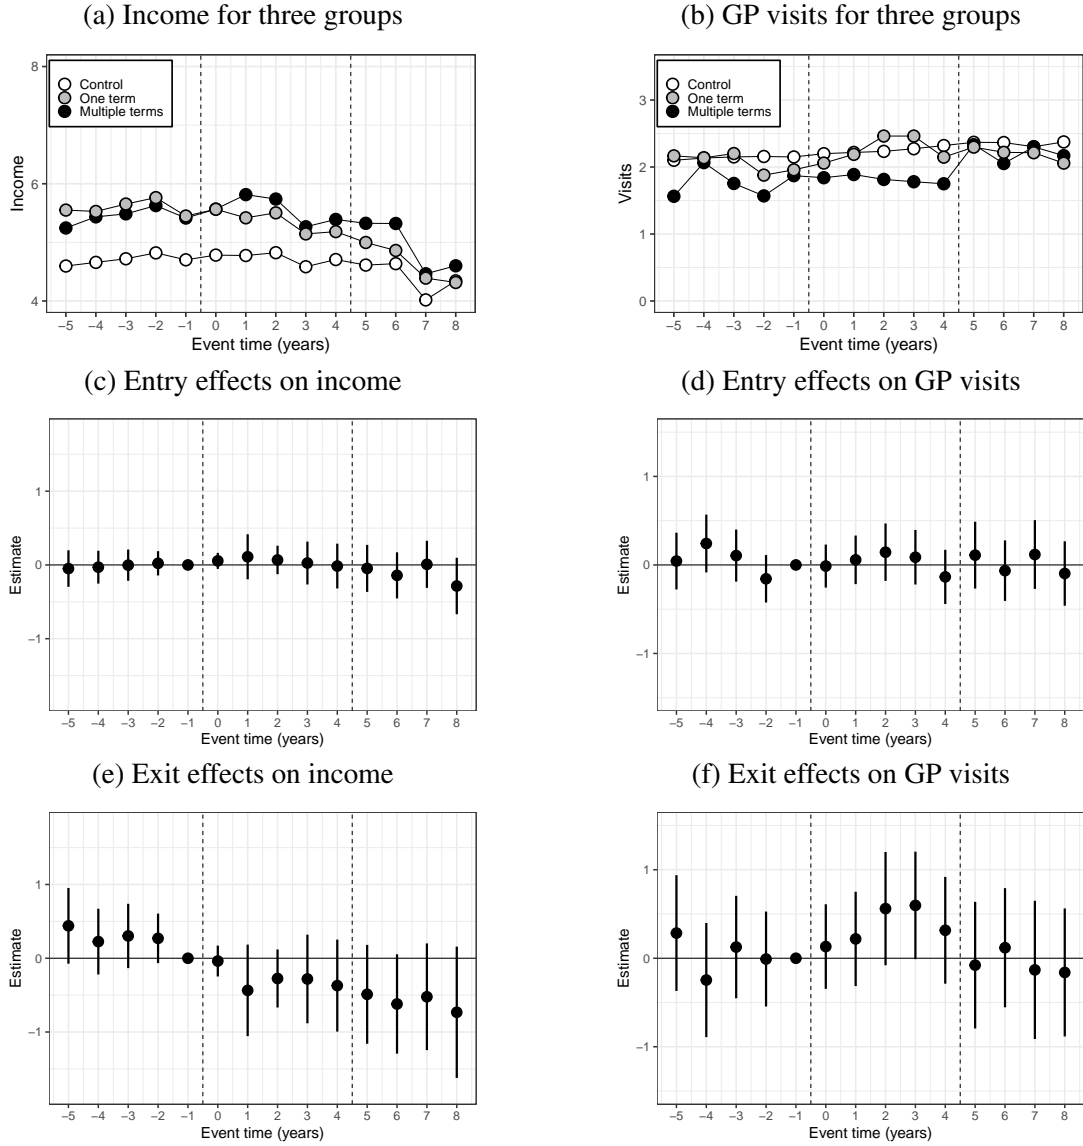 (a) Income for three groups
8
6
4
Income
Control
One term
Multiple terms
−5 −4 −3 −2 −1 0 1 2 3 4 5 6 7 8
Event time (years)
(b) GP visits for three groups
3
2
1
0
Visits
Control
One term
Multiple terms
−5 −4 −3 −2 −1 0 1 2 3 4 5 6 7 8
Event time (years)
(c) Entry effects on income
1
0
−1
Estimate
−5 −4 −3 −2 −1 0 1 2 3 4 5 6 7 8
Event time (years)
(d) Entry effects on GP visits
1
0
−1
Estimate
−5 −4 −3 −2 −1 0 1 2 3 4 5 6 7 8
Event time (years)
(e) Exit effects on income
1
0
−1
Estimate
−5 −4 −3 −2 −1 0 1 2 3 4 5 6 7 8
Event time (years)
(f) Exit effects on GP visits
1
0
−1
Estimate
−5 −4 −3 −2 −1 0 1 2 3 4 5 6 7 8
Event time (years)